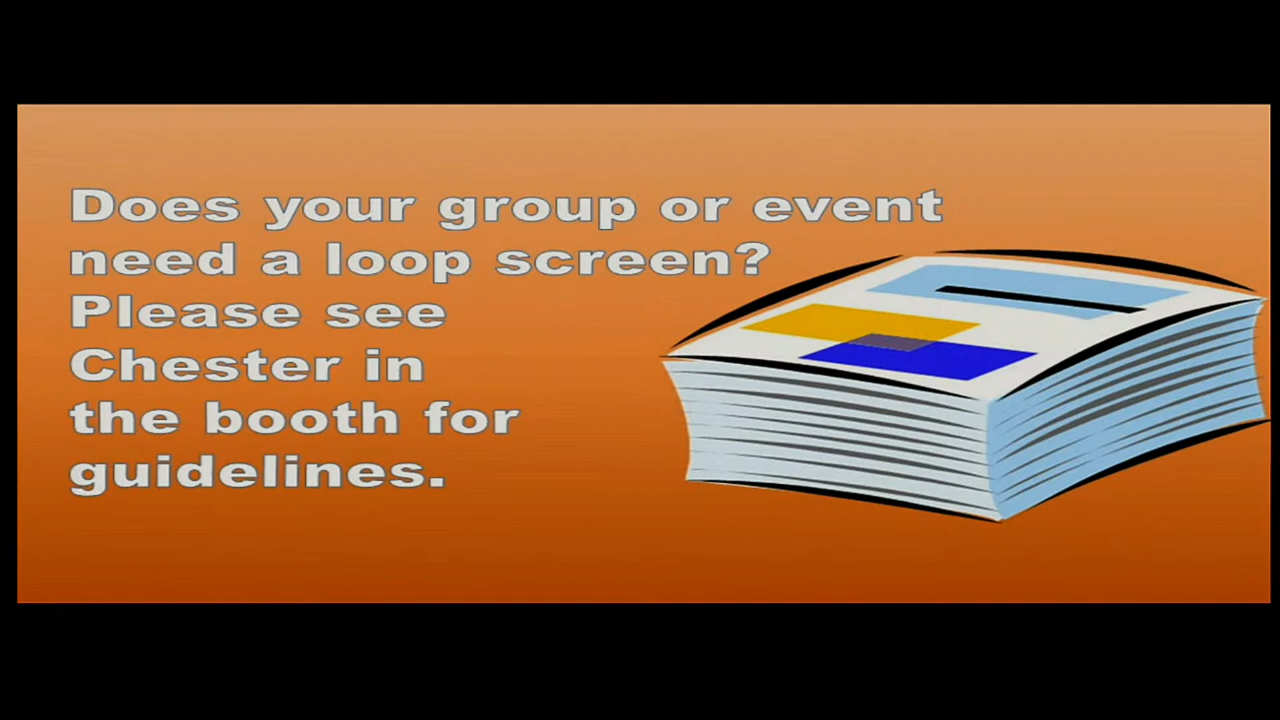 Does your group or event
need a loop screen?
Please see
Chester in
the booth for
guidelines.